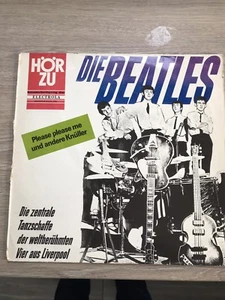 HÖR
ZU
ELECTROLA
DIE BEATLES
Please please me
und andere Knüller
Die zentrale
Tanzschaffe
der weltberühmten
Vier aus Liverpool